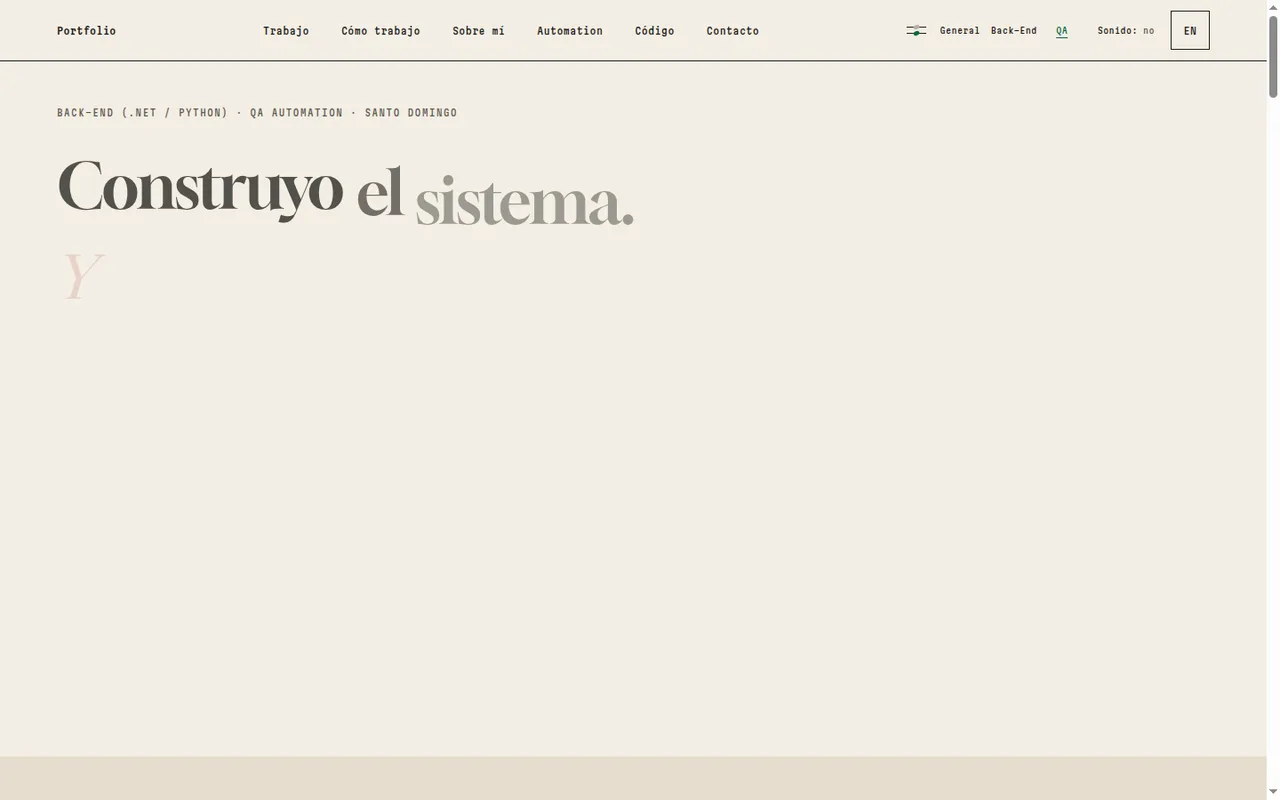 Portfolio Trabajo Cómo trabajo Sobre mí Automation Código Contacto General Back-End QA Sonido: no EN
BACK-END (.NET / PYTHON) · QA AUTOMATION · SANTO DOMINGO
Construyo el sistema.
Y